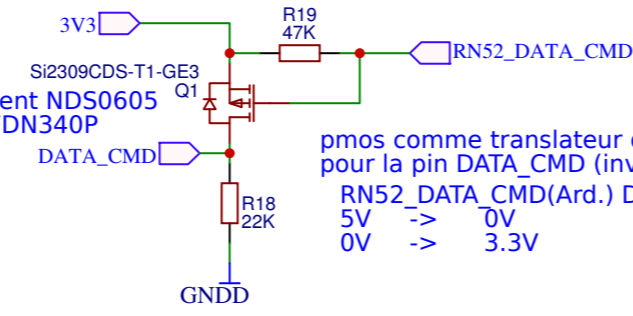 R19
47K
3V3
RN52_DATA_CMD
Si2309CDS-T1-GE3
Q1
ent NDS0605
DN340P
DATA_CMD
pmos comme translateur
pour la pin DATA_CMD (inv
RN52_DATA_CMD(Ard.) D
5V -> 0V
0V -> 3.3V
R18
22K
GNDD